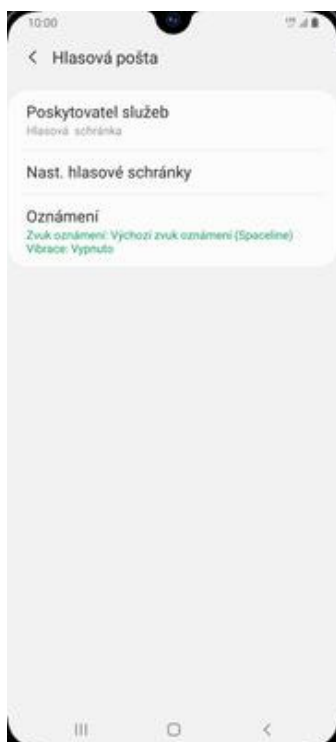 10:00
Hlasová pošta
Poskytovatel služeb
Hlasová schránka
Nast. hlasové schránky
Oznámení
Zvuk oznámení: Výchozí zvuk oznámení (Spaceline)
Vibrace: Vypnuto